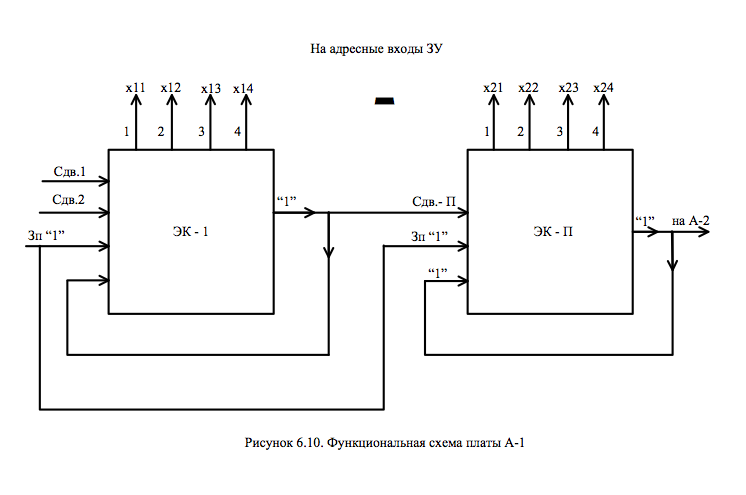 На адресные входы ЗУ
x11 x12 x13 x14 x21 x22 x23 x24
1 2 3 4 1 2 3 4
Сдв.1
Сдв.2 "1" Сдв.- П
Зп "1" ЭК - 1 Зп "1" ЭК - П "1" на А-2
"1"
Рисунок 6.10. Функциональная схема платы А-1